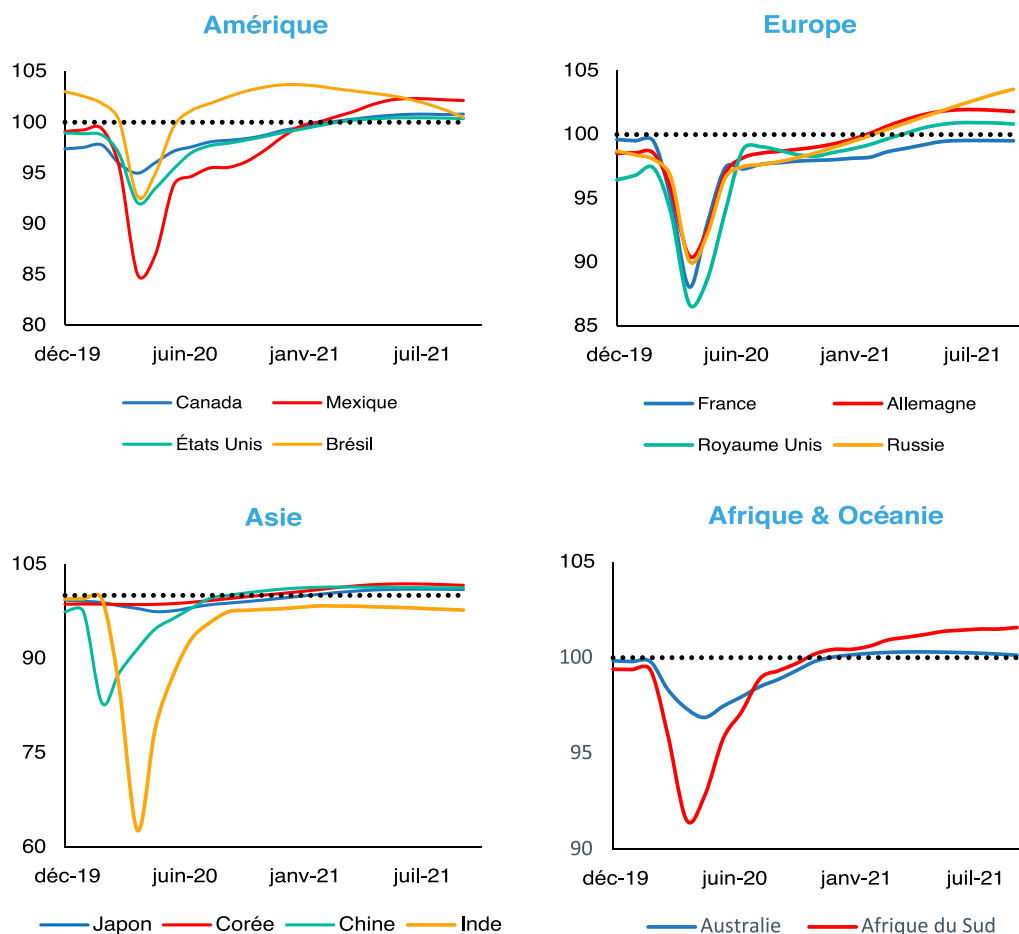 Amérique
105
100
95
90
85
80
déc-19 juin-20 janv-21 juil-21
Canada Mexique
États Unis Brésil
Europe
105
100
95
90
85
déc-19 juin-20 janv-21 juil-21
France Allemagne
Royaume Unis Russie
Asie
105
90
75
60
déc-19 juin-20 janv-21 juil-21
Japon Corée Chine Inde
Afrique & Océanie
105
100
95
90
déc-19 juin-20 janv-21 juil-21
Australie Afrique du Sud